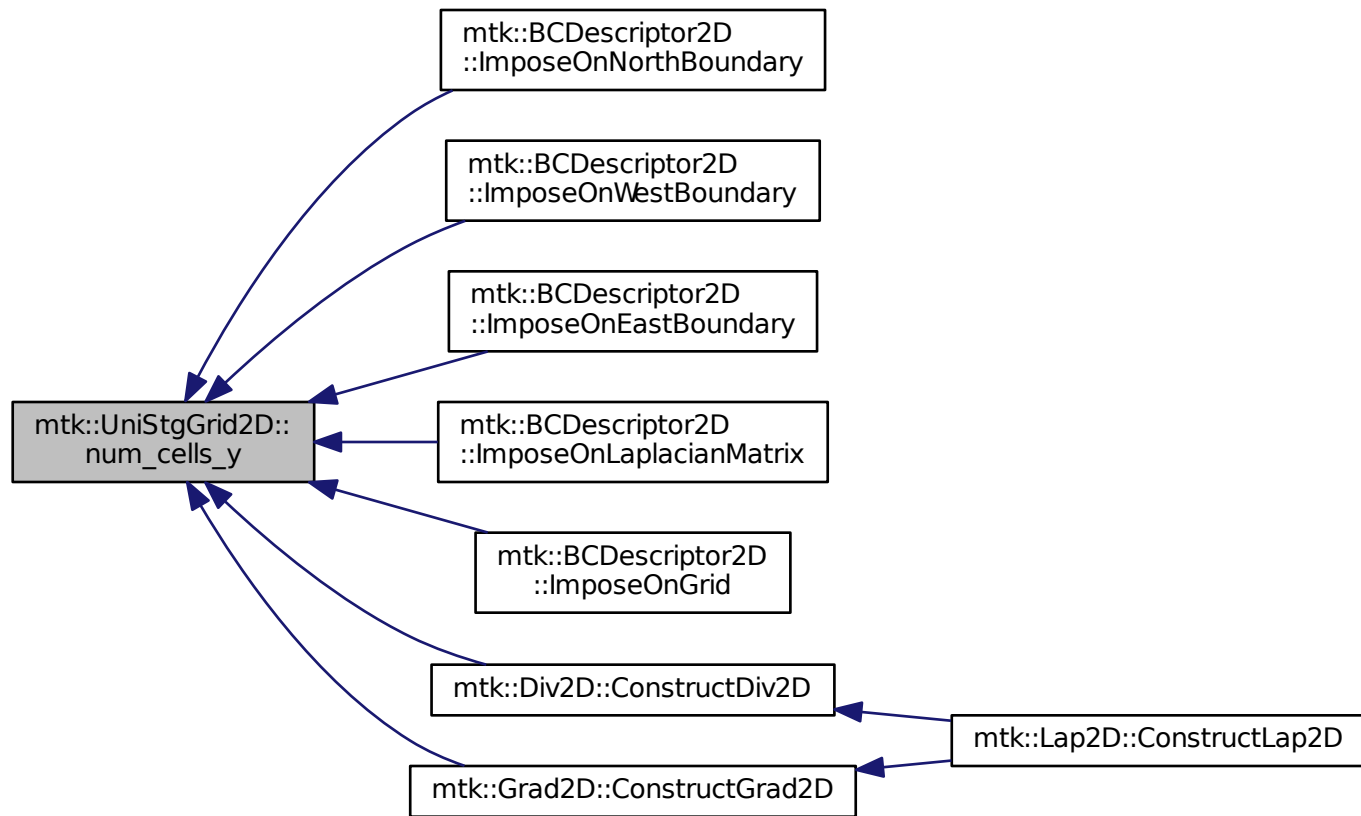 mtk::BCDescriptor2D
::ImposeOnNorthBoundary
mtk::BCDescriptor2D
::ImposeOnWestBoundary
mtk::BCDescriptor2D
::ImposeOnEastBoundary
mtk::UniStgGrid2D::
num_cells_y
mtk::BCDescriptor2D
::ImposeOnLaplacianMatrix
mtk::BCDescriptor2D
::ImposeOnGrid
mtk::Div2D::ConstructDiv2D
mtk::Lap2D::ConstructLap2D
mtk::Grad2D::ConstructGrad2D